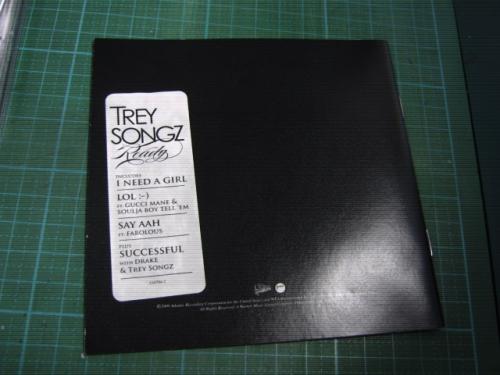 TREY
SONGZ
Ready
INCLUDES
I NEED A GIRL
LOL :-)
FT. GUCCI MANE &
SOULJA BOY TELL 'EM
SAY AAH
FT. FABOLOUS
PLUS
SUCCESSFUL
WITH DRAKE
& TREY SONGZ